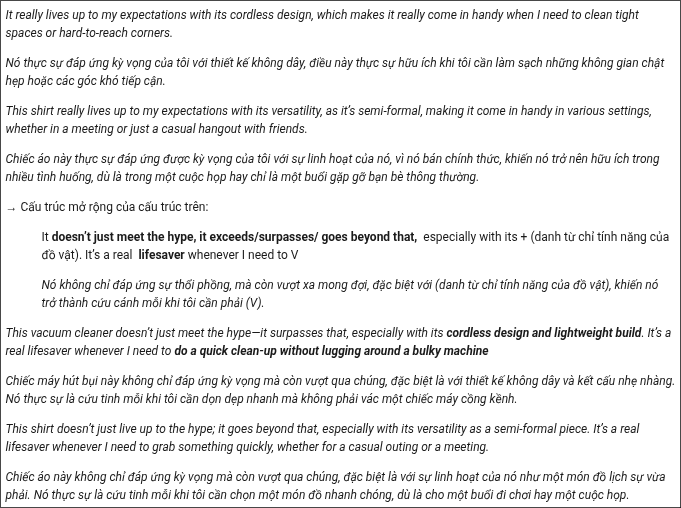 It really lives up to my expectations with its cordless design, which makes it really come in handy when I need to clean tight
spaces or hard-to-reach corners.
Nó thực sự đáp ứng kỳ vọng của tôi với thiết kế không dây, điều này thực sự hữu ích khi tôi cần làm sạch những không gian chật
hẹp hoặc các góc khó tiếp cận.
This shirt really lives up to my expectations with its versatility, as it’s semi-formal, making it come in handy in various settings,
whether in a meeting or just a casual hangout with friends.
Chiếc áo này thực sự đáp ứng được kỳ vọng của tôi với sự linh hoạt của nó, vì nó bán chính thức, khiến nó trở nên hữu ích trong
nhiều tình huống, dù là trong một cuộc họp hay chỉ là một buổi gặp gỡ bạn bè thông thường.
→ Cấu trúc mở rộng của cấu trúc trên:
It doesn’t just meet the hype, it exceeds/surpasses/ goes beyond that, especially with its + (danh từ chỉ tính năng của
đồ vật). It’s a real lifesaver whenever I need to V
Nó không chỉ đáp ứng sự thổi phồng, mà còn vượt xa mong đợi, đặc biệt với (danh từ chỉ tính năng của đồ vật), khiến nó
trở thành cứu cánh mỗi khi tôi cần phải (V).
This vacuum cleaner doesn’t just meet the hype—it surpasses that, especially with its cordless design and lightweight build. It’s a
real lifesaver whenever I need to do a quick clean-up without lugging around a bulky machine
Chiếc máy hút bụi này không chỉ đáp ứng kỳ vọng mà còn vượt qua chúng, đặc biệt là với thiết kế không dây và kết cấu nhẹ nhàng.
Nó thực sự là cứu tinh mỗi khi tôi cần dọn dẹp nhanh mà không phải vác một chiếc máy cồng kềnh.
This shirt doesn’t just live up to the hype; it goes beyond that, especially with its versatility as a semi-formal piece. It’s a real
lifesaver whenever I need to grab something quickly, whether for a casual outing or a meeting.
Chiếc áo này không chỉ đáp ứng kỳ vọng mà còn vượt qua chúng, đặc biệt là với sự linh hoạt của nó như một món đồ lịch sự vừa
phải. Nó thực sự là cứu tinh mỗi khi tôi cần chọn một món đồ nhanh chóng, dù là cho một buổi đi chơi hay một cuộc họp.